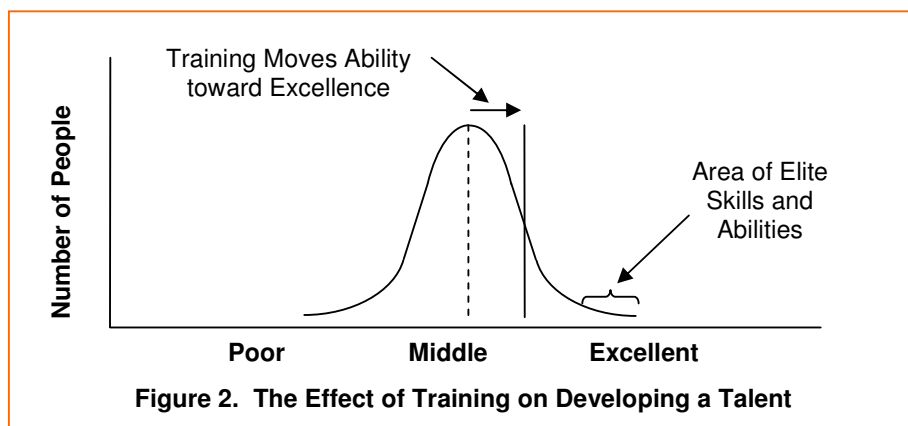 Training Moves Ability
toward Excellence
Number of People
Area of Elite
Skills and
Abilities
Poor Middle Excellent
Figure 2. The Effect of Training on Developing a Talent